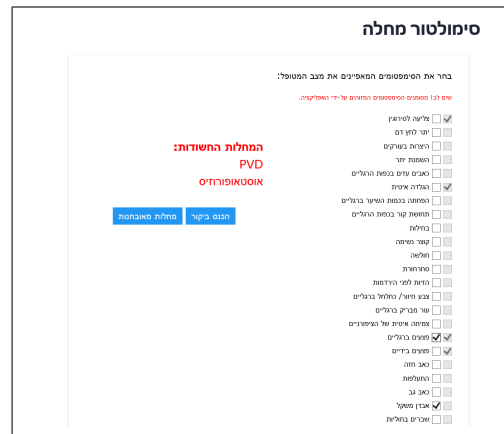 סימולטור מחלה
בחר את הסימפטומים המאפיינים את מצב המטופל:
שים לב! מסומנים הסימפטומים המזוהים על-ידי האפליקציה.
צליעה לסירוגין
יתר לחץ דם
היצרות בעורקים
השמנת יתר
כאבים עזים בכפות הרגליים
הגלדה איטית
הפחתה בכמות השיער ברגליים
תחושת קור בכפות הרגליים
בחילות
קוצר נשימה
חולשה
סחרחורת
הזיות לפני הירדמות
צבע חיוור/ כחלחל ברגליים
עור מבריק ברגליים
צמיחה איטית של הציפורניים
פצעים ברגליים
פצעים בידיים
כאב חזה
התעלפות
כאב גב
אבדן משקל
שברים בחוליות
המחלות החשודות:
PVD
אוסטאופורוזיס
הכנס ביקור
מחלות מאובחנות